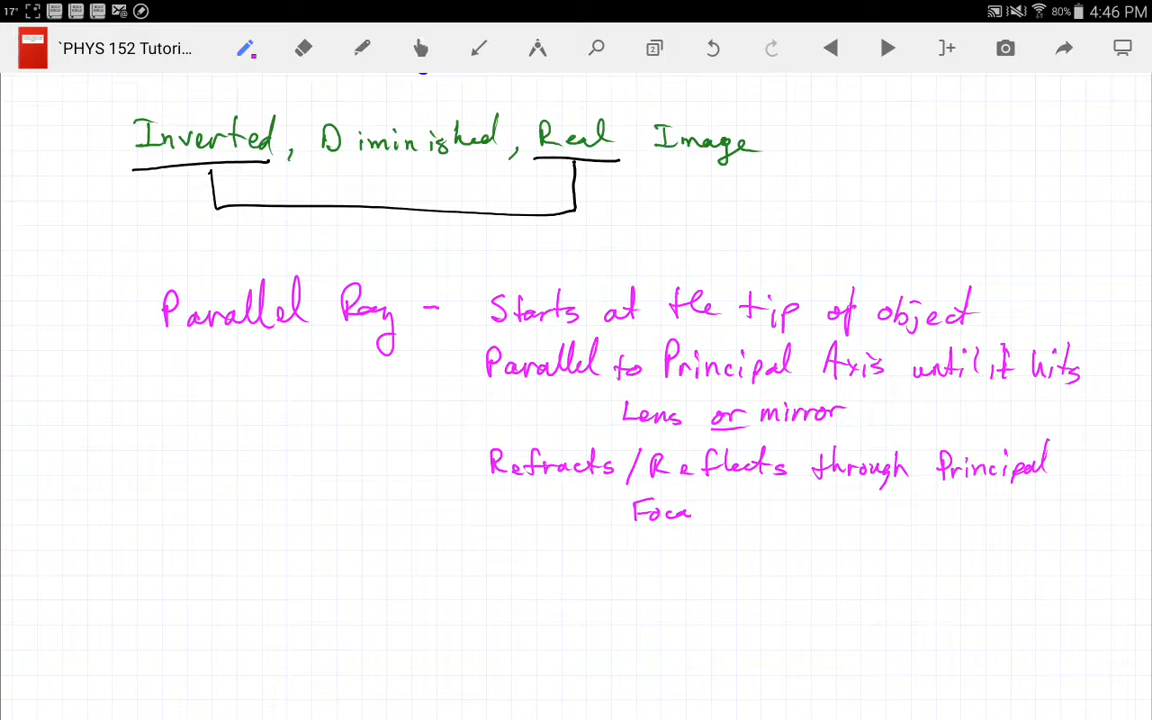 17° 80% 4:46 PM
`PHYS 152 Tutori... 2
Inverted, Diminished, Real Image
Parallel Ray - Starts at the tip of object
Parallel to Principal Axis until it hits
Lens or mirror
Refracts/Reflects through Principal
Foca